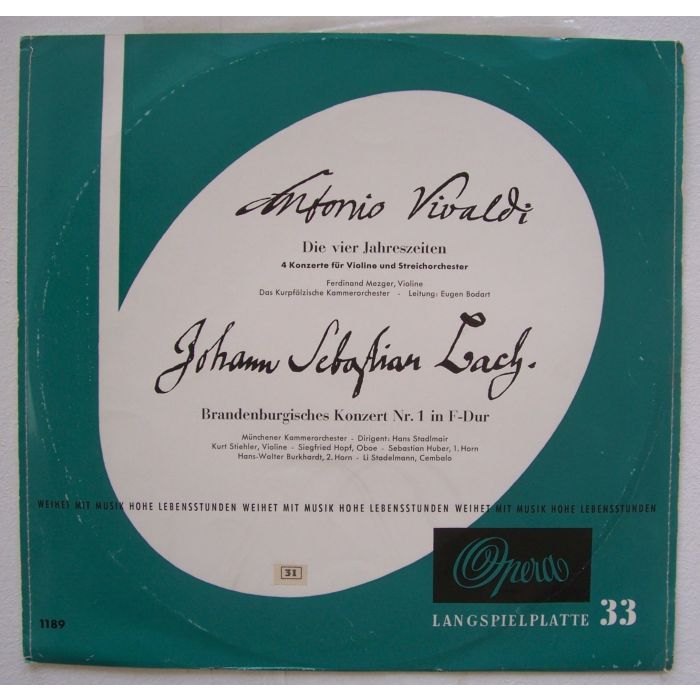 Antonio Vivaldi
Die vier Jahreszeiten
4 Konzerte für Violine und Streichorchester
Ferdinand Mezger, Violine
Das Kurpfälzische Kammerorchester - Leitung: Eugen Bodart
Johann Sebastian Bach.
Brandenburgisches Konzert Nr. 1 in F-Dur
Münchener Kammerorchester - Dirigent: Hans Stadlmair
Kurt Stiehler, Violine - Siegfried Hopf, Oboe - Sebastian Huber, 1. Horn
Hans-Walter Burkhardt, 2. Horn - Li Stadelmann, Cembalo
WEIHET MIT MUSIK HOHE LEBENSSTUNDEN WEIHET MIT MUSIK HOHE LEBENSSTUNDEN WEIHET MIT MUSIK HOHE LEBENSSTUNDEN
Opera
31
LANGSPIELPLATTE 33
1189